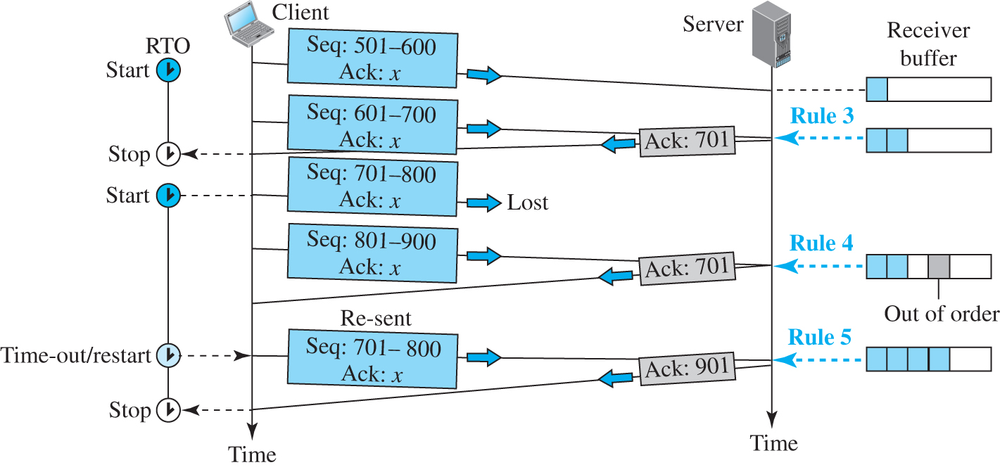 Client
Server
Receiver
buffer
RTO
Start
Seq: 501–600
Ack: x
Seq: 601–700
Ack: x
Rule 3
Ack: 701
Stop
Seq: 701–800
Ack: x
Start
Lost
Seq: 801–900
Ack: x
Rule 4
Ack: 701
Out of order
Re-sent
Time-out/restart
Seq: 701– 800
Ack: x
Rule 5
Ack: 901
Stop
Time
Time